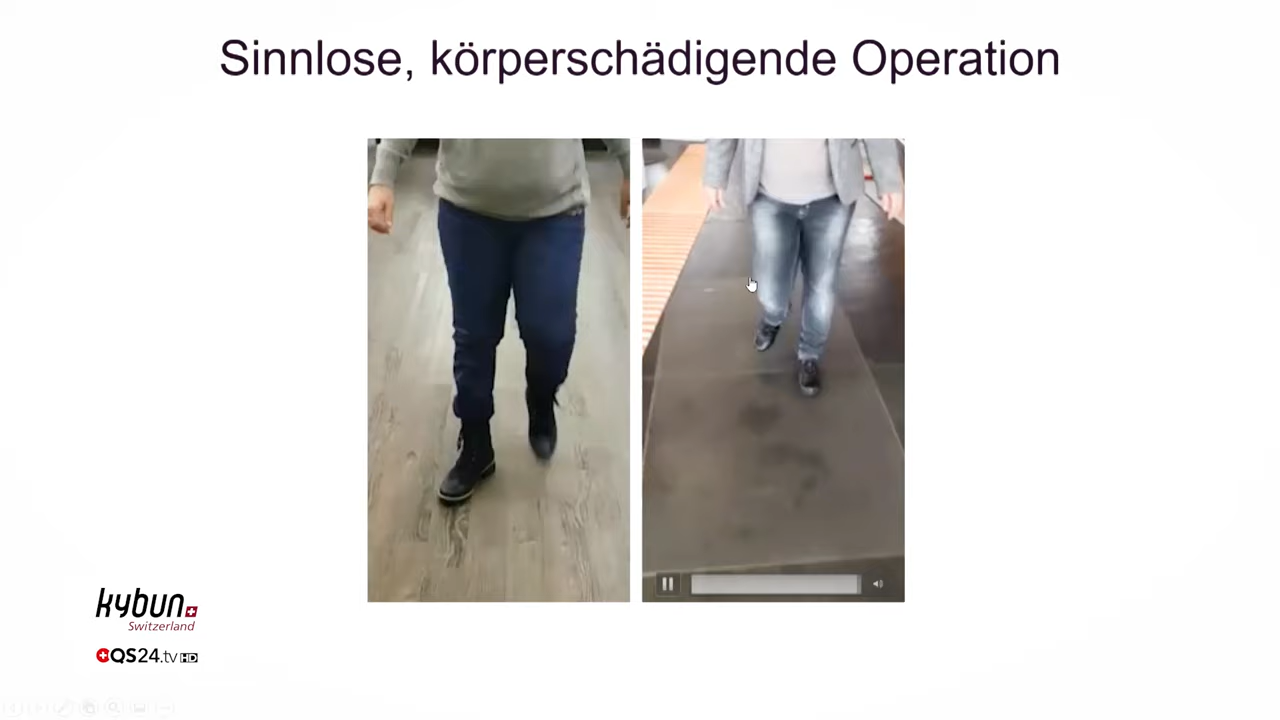 Sinnlose, körperschädigende Operation
kybun
Switzerland
QS24.tv HD